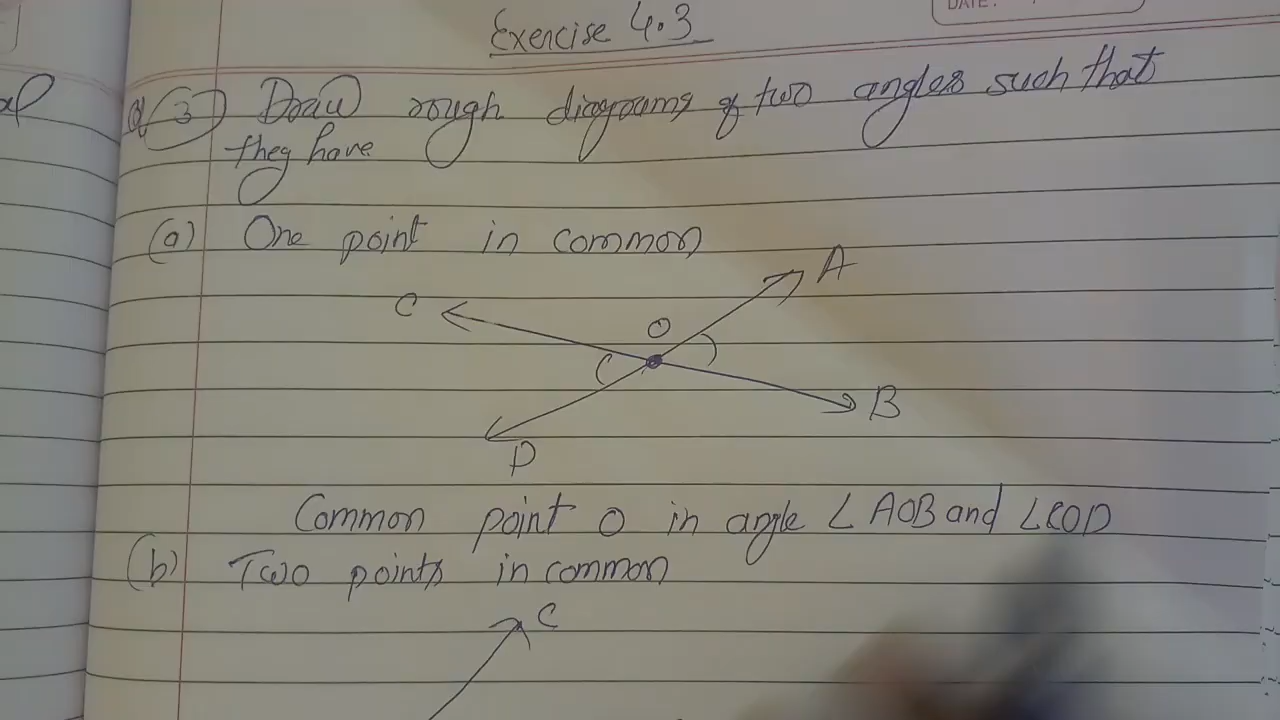 DATE:
Exercise 4.3
Q(3) Draw rough diagrams of two angles such that
they have
(a) One point in common
A
C
O
B
D
Common point O in angle ∠AOB and ∠COD
(b) Two points in common
C